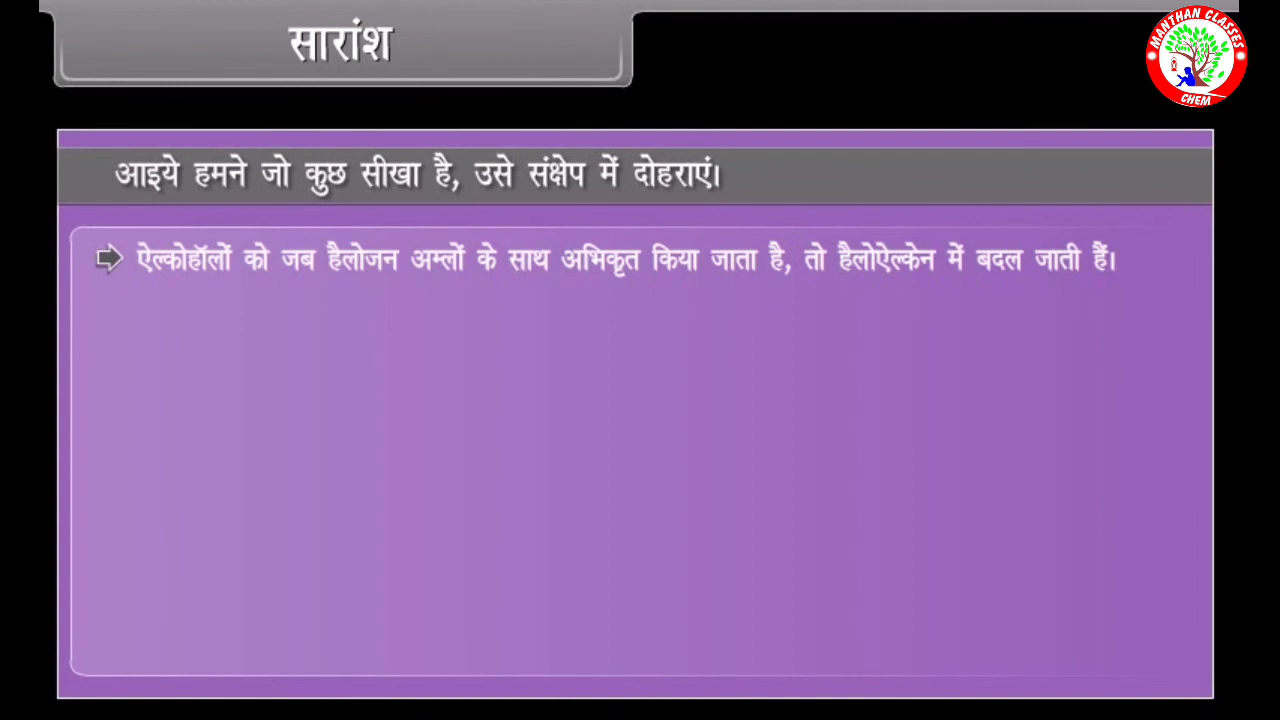 सारांश
MANTHAN CLASSES
CHEM
आइये हमने जो कुछ सीखा है, उसे संक्षेप में दोहराएं।
ऐल्कोहॉलों को जब हैलोजन अम्लों के साथ अभिकृत किया जाता है, तो हैलोऐल्केन में बदल जाती हैं।